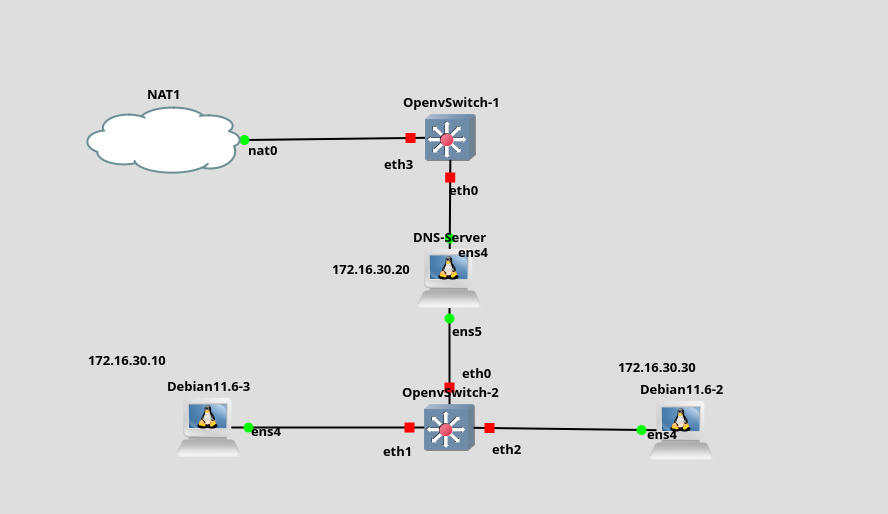 NAT1
OpenvSwitch-1
nat0
eth3
eth0
DNS-Server
ens4
172.16.30.20
ens5
172.16.30.10
172.16.30.30
eth0
Debian11.6-3
OpenvSwitch-2
Debian11.6-2
ens4
ens4
eth1
eth2